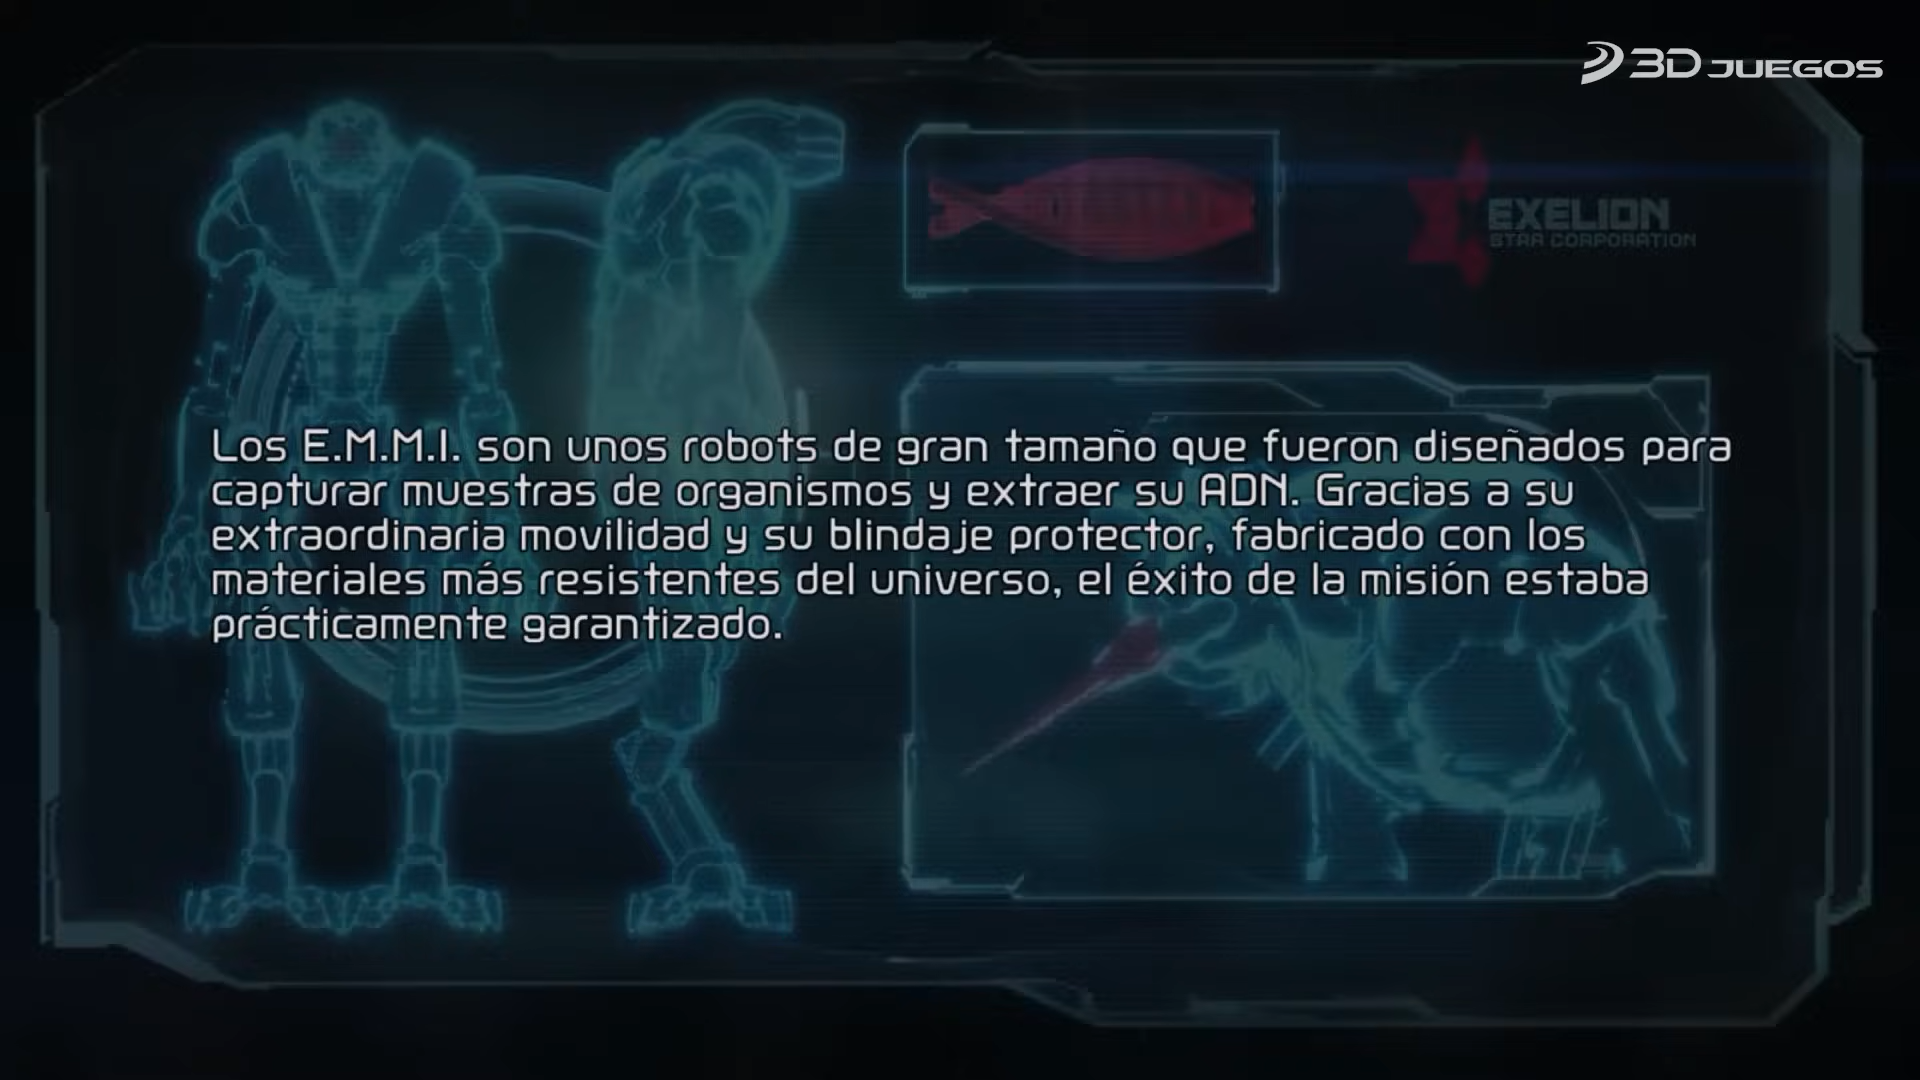 3D JUEGOS
EXELION
STAR CORPORATION
Los E.M.M.I. son unos robots de gran tamaño que fueron diseñados para
capturar muestras de organismos y extraer su ADN. Gracias a su
extraordinaria movilidad y su blindaje protector, fabricado con los
materiales más resistentes del universo, el éxito de la misión estaba
prácticamente garantizado.